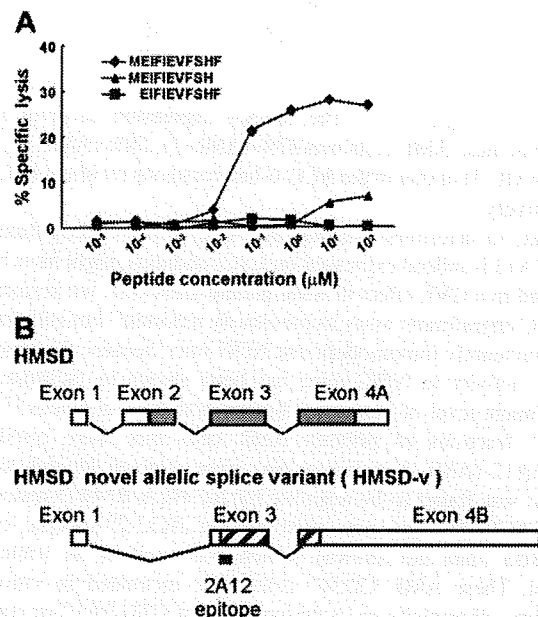 A
40
30
20
10
0
% Specific lysis
MEIFIEVFSHF
MEIFIEVFSH
EIFIEVFSHF
Peptide concentration (μM)
B
HMSD
Exon 1 Exon 2 Exon 3 Exon 4A
HMSD novel allelic splice variant ( HMSD-v )
Exon 1 Exon 3 Exon 4B
2A12
epitope